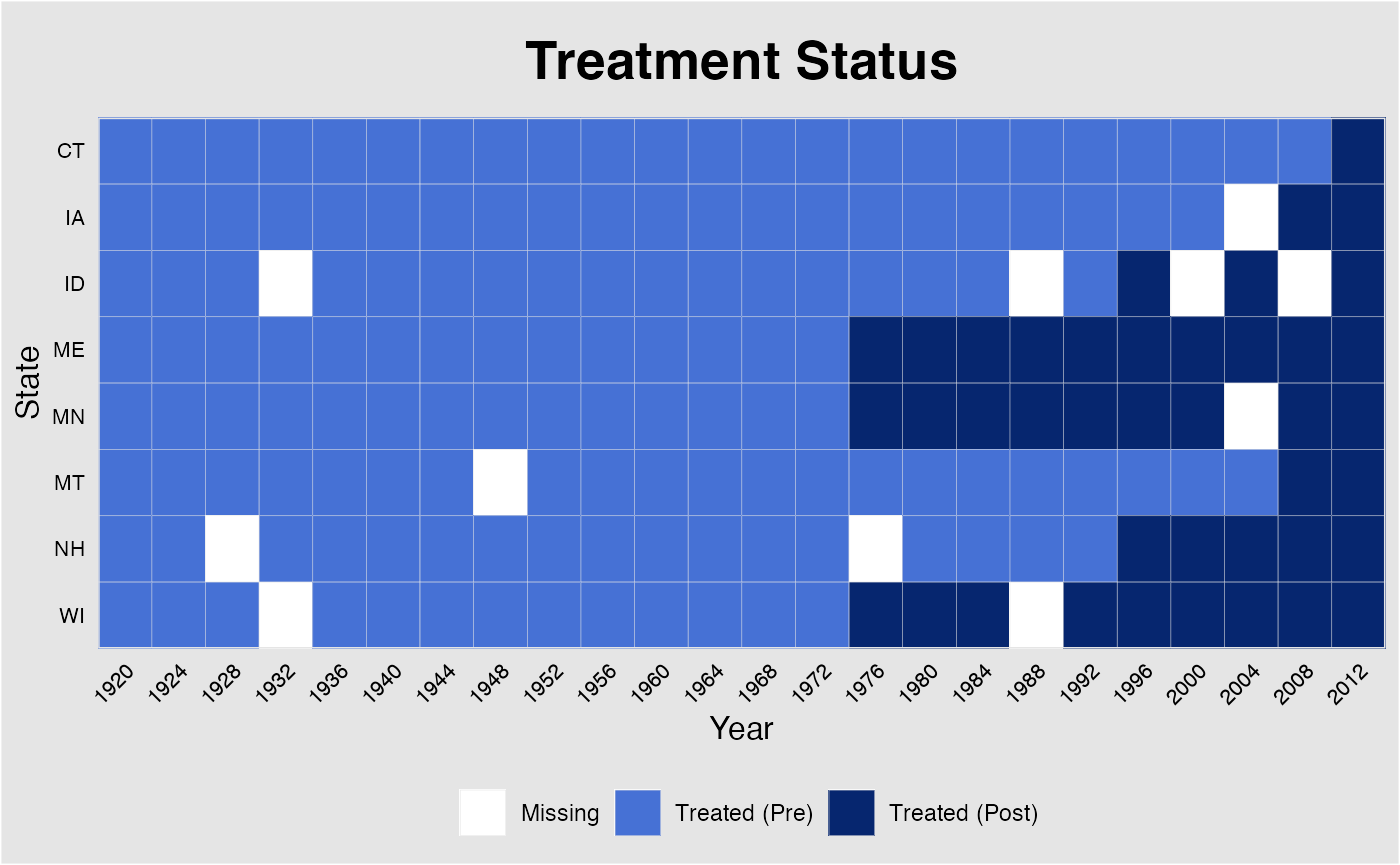 Treatment Status
State
CT
IA
ID
ME
MN
MT
NH
WI
1920 1924 1928 1932 1936 1940 1944 1948 1952 1956 1960 1964 1968 1972 1976 1980 1984 1988 1992 1996 2000 2004 2008 2012
Year
Missing Treated (Pre) Treated (Post)